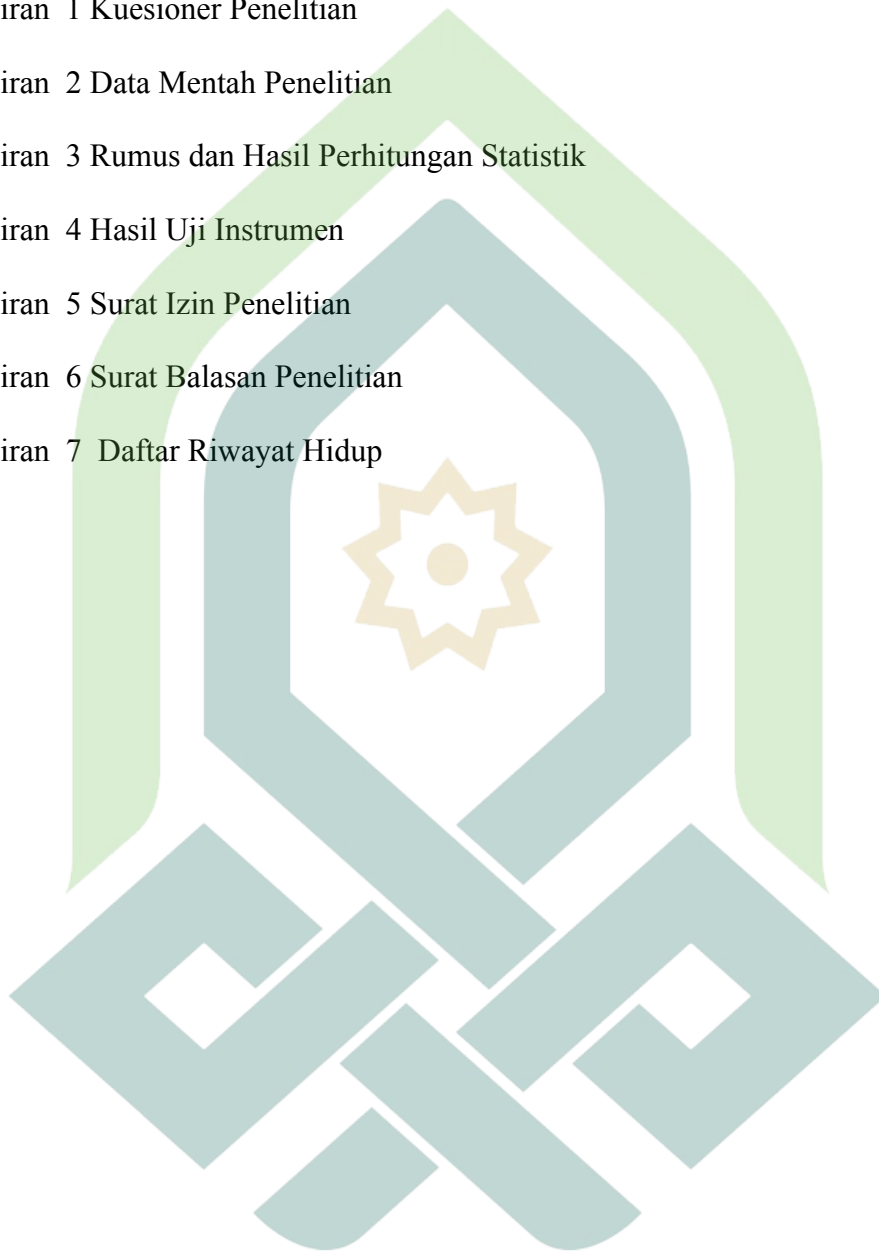 iran 1 Kuesioner Penelitian
iran 2 Data Mentah Penelitian
iran 3 Rumus dan Hasil Perhitungan Statistik
iran 4 Hasil Uji Instrumen
iran 5 Surat Izin Penelitian
iran 6 Surat Balasan Penelitian
iran 7 Daftar Riwayat Hidup